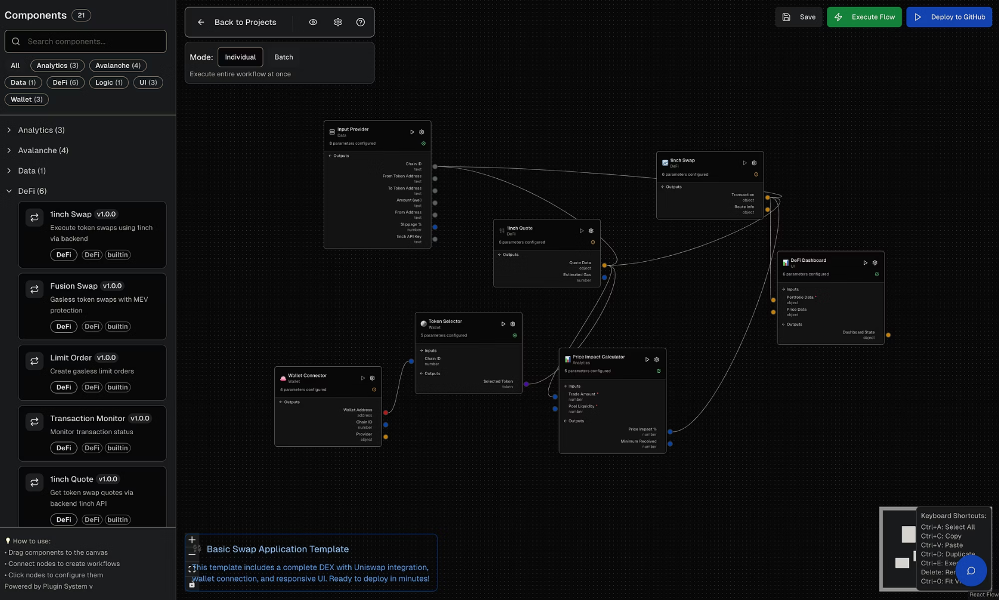 Components 21
Search components...
All Analytics (3) Avalanche (4)
Data (1) DeFi (6) Logic (1) UI (3)
Wallet (3)
Analytics (3)
Avalanche (4)
Data (1)
DeFi (6)
1inch Swap v1.0.0
Execute token swaps using 1inch
via backend
DeFi DeFi builtin
Fusion Swap v1.0.0
Gasless token swaps with MEV
protection
DeFi DeFi builtin
Limit Order v1.0.0
Create gasless limit orders
DeFi DeFi builtin
Transaction Monitor v1.0.0
Monitor transaction status
DeFi DeFi builtin
1inch Quote v1.0.0
Get token swap quotes via
backend 1inch API
DeFi DeFi builtin
How to use:
• Drag components to the canvas
• Connect nodes to create workflows
• Click nodes to configure them
Powered by Plugin System v
Back to Projects
Mode: Individual Batch
Execute entire workflow at once
Save Execute Flow Deploy to GitHub
Input Provider
Data
8 parameters configured
Outputs
Chain ID
text
From Token Address
text
To Token Address
text
Amount (wei)
text
From Address
text
Slippage %
number
1inch API Key
text
1inch Swap
DeFi
6 parameters configured
Outputs
Transaction
object
Route Info
object
1inch Quote
DeFi
6 parameters configured
Outputs
Quote Data
object
Estimated Gas
number
DeFi Dashboard
UI
6 parameters configured
Inputs
Portfolio Data *
object
Price Data
object
Outputs
Dashboard State
object
Token Selector
Wallet
5 parameters configured
Inputs
Chain ID
number
Outputs
Selected Token
token
Wallet Connector
Wallet
4 parameters configured
Outputs
Wallet Address
address
Chain ID
number
Provider
object
Price Impact Calculator
Analytics
5 parameters configured
Inputs
Trade Amount *
number
Pool Liquidity *
number
Outputs
Price Impact %
number
Minimum Received
number
Basic Swap Application Template
This template includes a complete DEX with Uniswap integration,
wallet connection, and responsive UI. Ready to deploy in minutes!
Keyboard Shortcuts:
Ctrl+A: Select All
Ctrl+C: Copy
Ctrl+V: Paste
Ctrl+D: Duplicate
Ctrl+E:
Delete:
Ctrl+0: Fit
React Flow